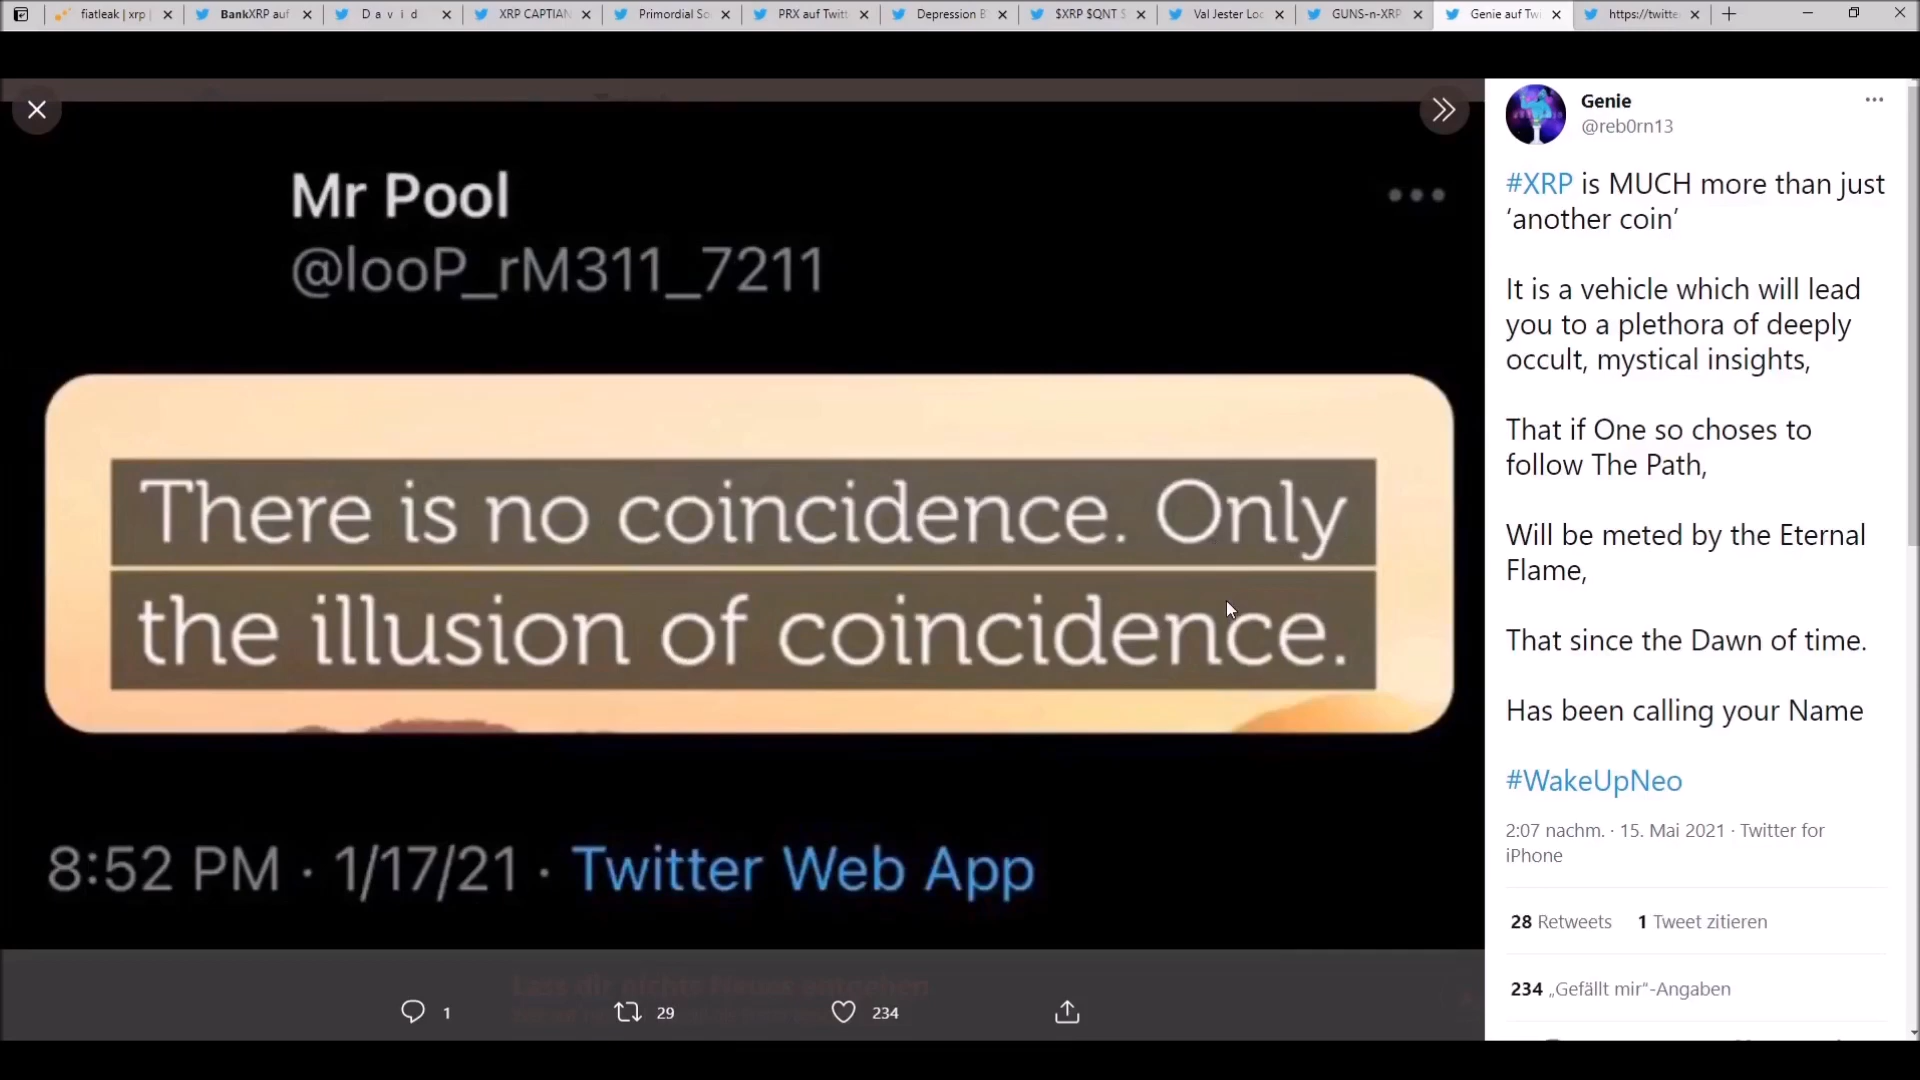 fiatleak | xrp |
BankXRP auf
D a v i d
XRP CAPTIAN
Primordial So
PRX auf Twitt
Depression B
$XRP $QNT $
Val Jester Loc
GUNS-n-XRP
Genie auf Tw
https://twitte
Mr Pool
@looP_rM311_7211
There is no coincidence. Only
the illusion of coincidence.
8:52 PM · 1/17/21 · Twitter Web App
1
29
234
Genie
@reb0rn13
#XRP is MUCH more than just
‘another coin’
It is a vehicle which will lead
you to a plethora of deeply
occult, mystical insights,
That if One so choses to
follow The Path,
Will be meted by the Eternal
Flame,
That since the Dawn of time.
Has been calling your Name
#WakeUpNeo
2:07 nachm. · 15. Mai 2021 · Twitter for
iPhone
28 Retweets 1 Tweet zitieren
234 „Gefällt mir“-Angaben